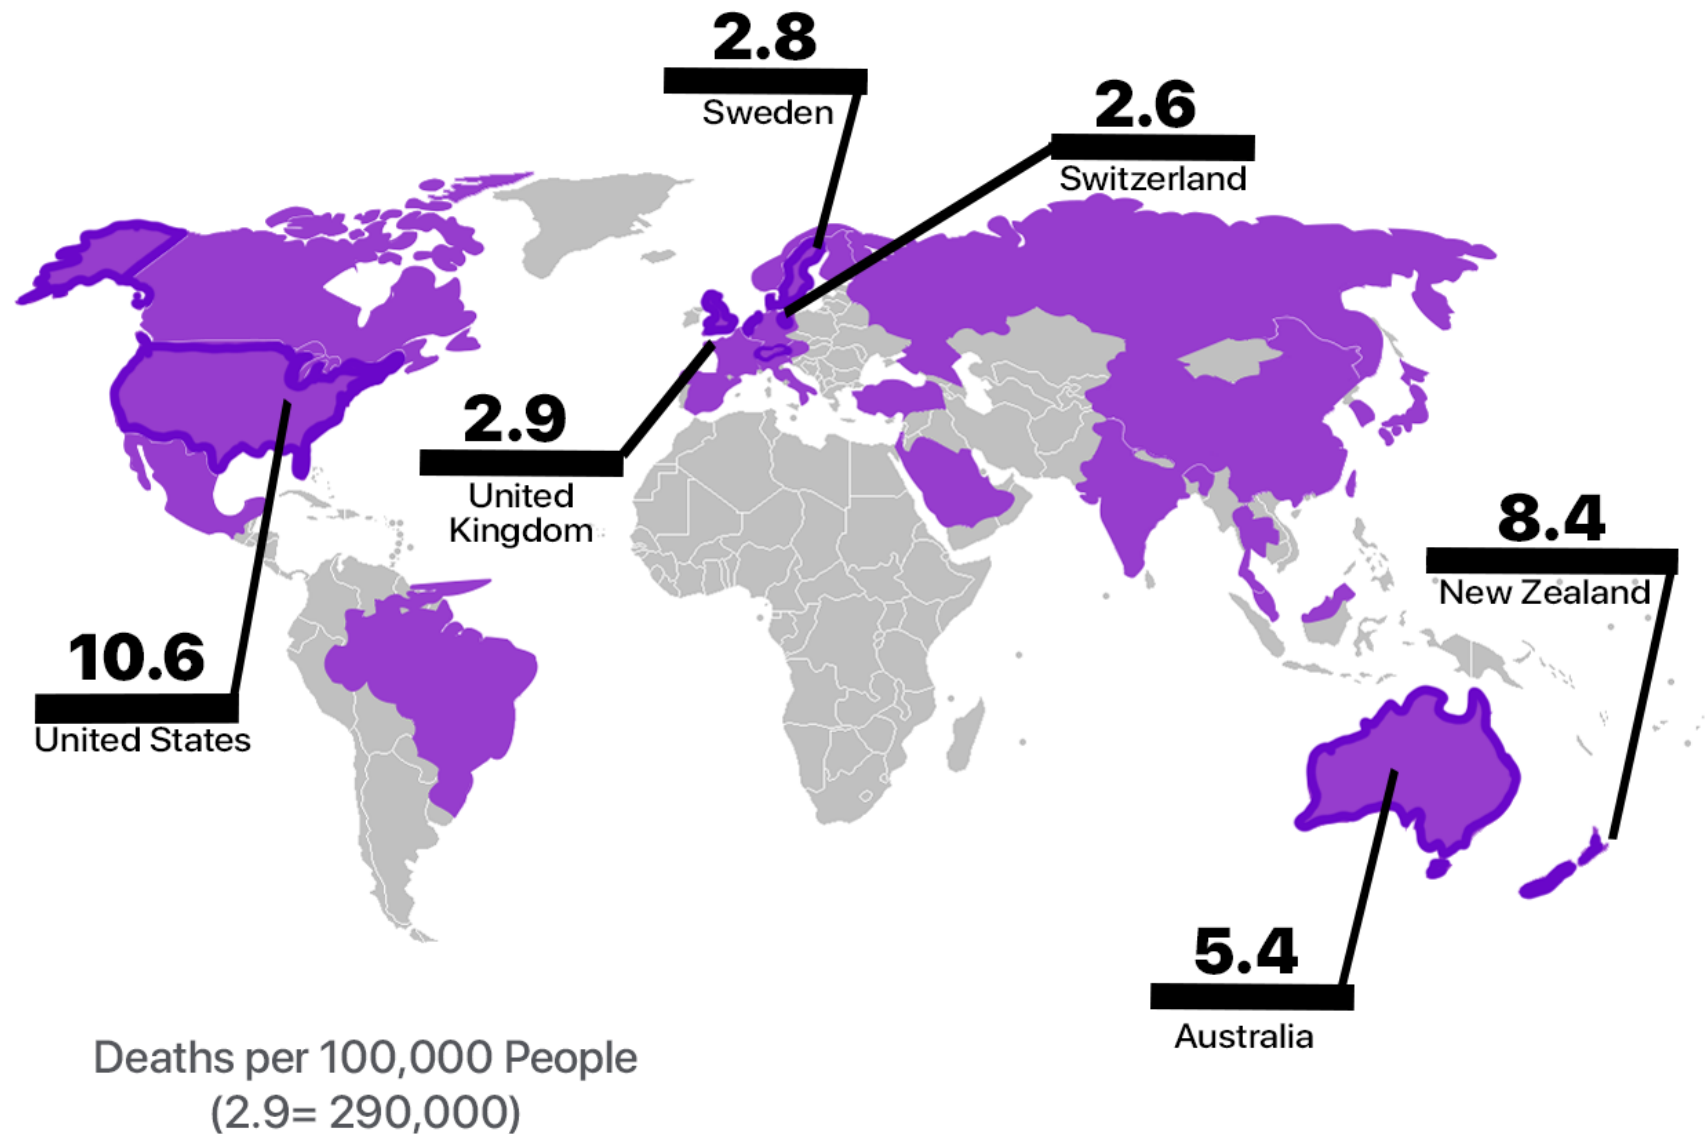 2.8
Sweden
2.6
Switzerland
2.9
United
Kingdom
8.4
New Zealand
10.6
United States
5.4
Australia
Deaths per 100,000 People
(2.9= 290,000)